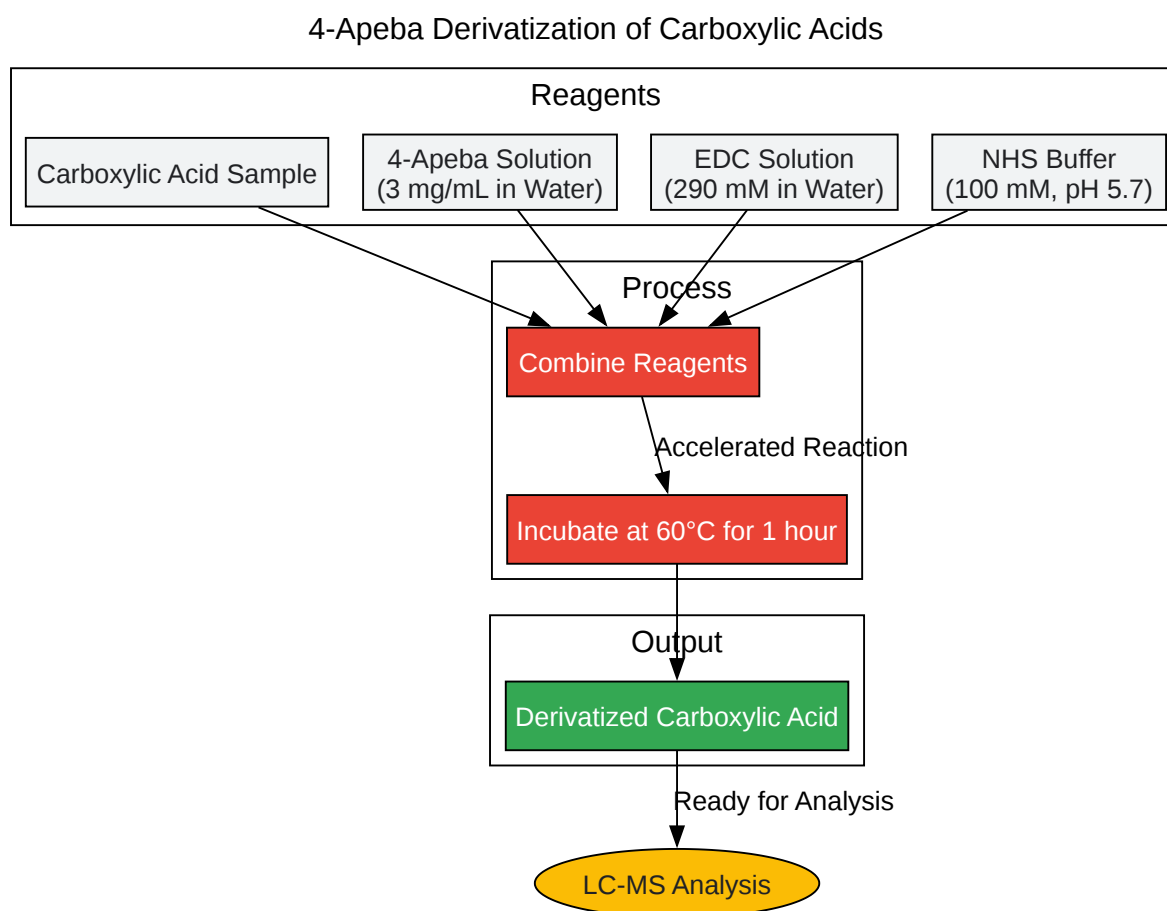 4-Apeba Derivatization of Carboxylic Acids
Reagents
Carboxylic Acid Sample
4-Apeba Solution
(3 mg/mL in Water)
EDC Solution
(290 mM in Water)
NHS Buffer
(100 mM, pH 5.7)
Process
Combine Reagents
Accelerated Reaction
Incubate at 60°C for 1 hour
Output
Derivatized Carboxylic Acid
Ready for Analysis
LC-MS Analysis